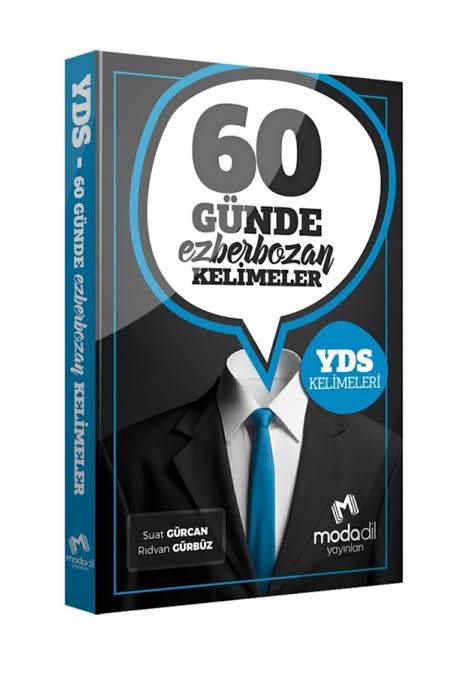 60
GÜNDE
ezberbozan
KELİMELER
YDS
KELİMELERİ
Suat GÜRCAN
Rıdvan GÜRBÜZ
modadil
yayınları
YDS - 60 GÜNDE ezberbozan KELİMELER
modadil